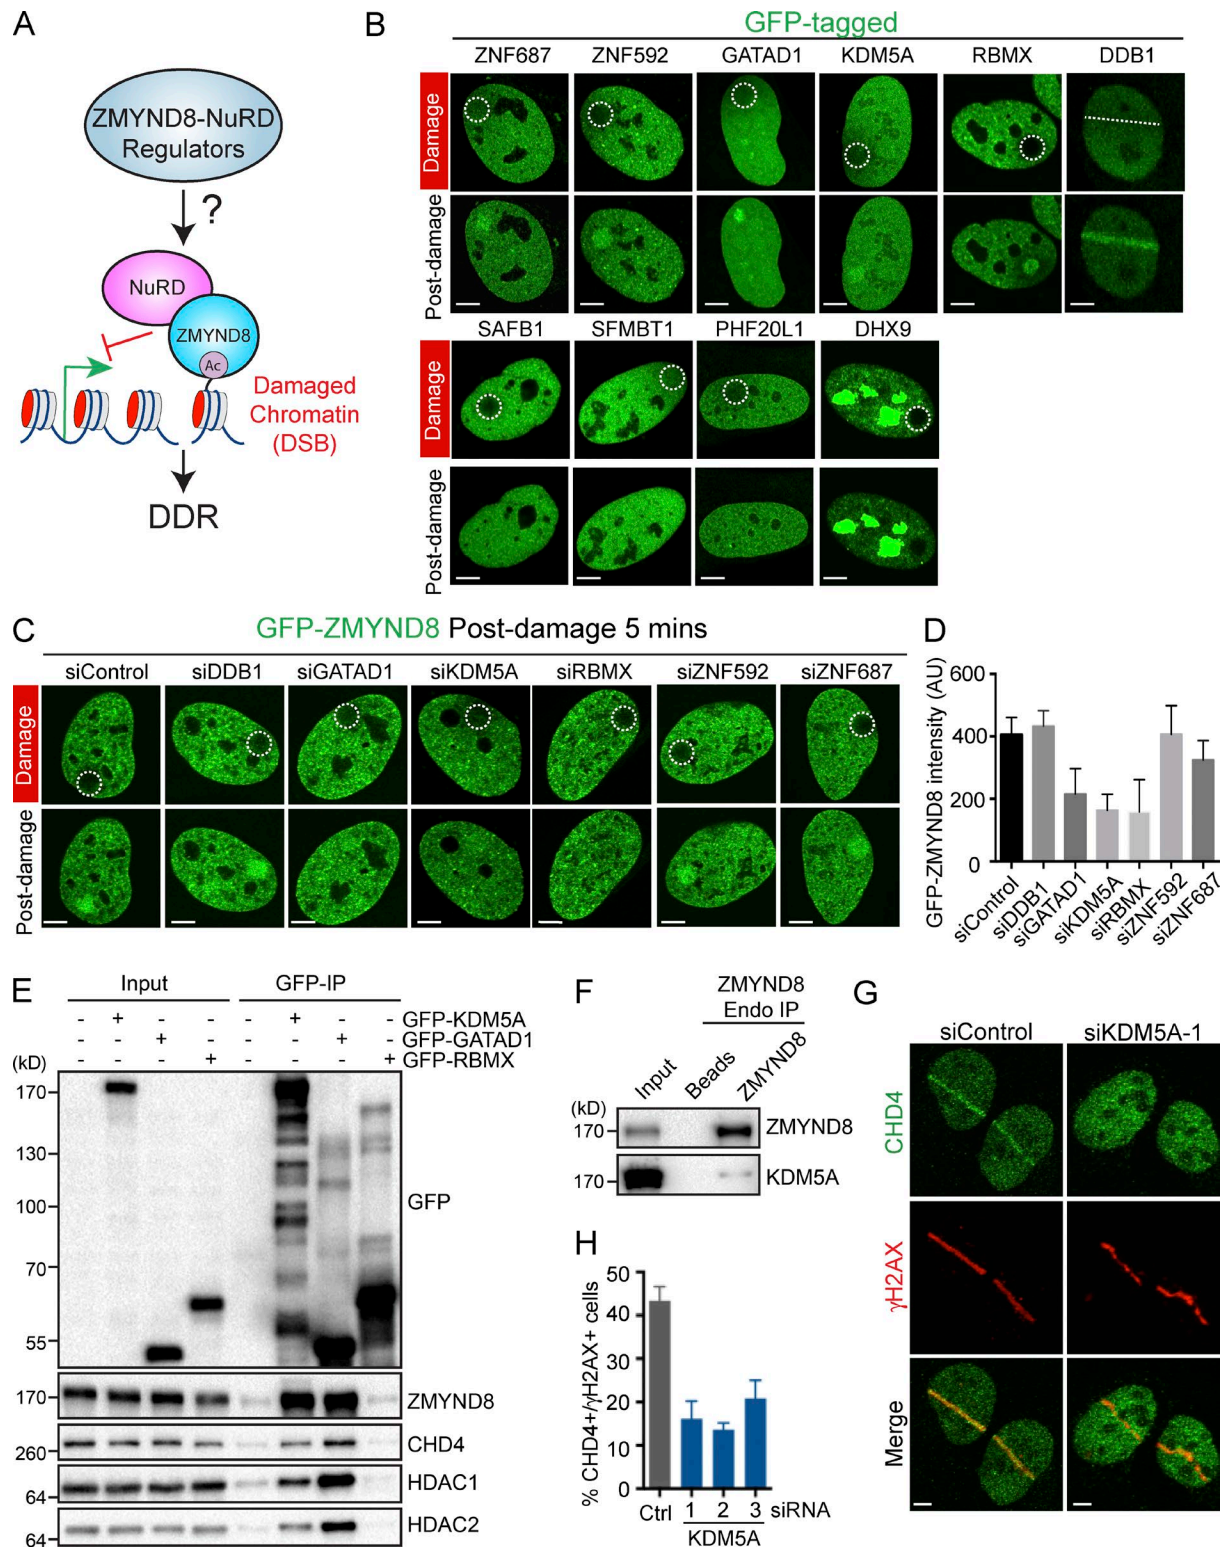 A
ZMYND8-NuRD
Regulators
?
NuRD
ZMYND8
Ac
Damaged
Chromatin
(DSB)
DDR
B
GFP-tagged
ZNF687 ZNF592 GATAD1 KDM5A RBMX DDB1
Damage
Post-damage
SAFB1 SFMBT1 PHF20L1 DHX9
Damage
Post-damage
C
GFP-ZMYND8 Post-damage 5 mins
siControl siDDB1 siGATAD1 siKDM5A siRBMX siZNF592 siZNF687
Damage
Post-damage
D
GFP-ZMYND8 intensity (AU)
600
400
200
0
siControl siDDB1 siGATAD1 siKDM5A siRBMX siZNF592 siZNF687
E
Input GFP-IP
- + - - - + - - GFP-KDM5A
- - + - - - + - GFP-GATAD1
- - - + - - - + GFP-RBMX
(kD)
170
130
100
70
55
GFP
170 ZMYND8
260 CHD4
64 HDAC1
64 HDAC2
F
ZMYND8
Endo IP
Input Beads ZMYND8
(kD)
170 ZMYND8
170 KDM5A
G
siControl siKDM5A-1
CHD4
γH2AX
Merge
H
% CHD4+/γH2AX+ cells
50
40
30
20
10
0
Ctrl 1 2 3 siRNA
KDM5A